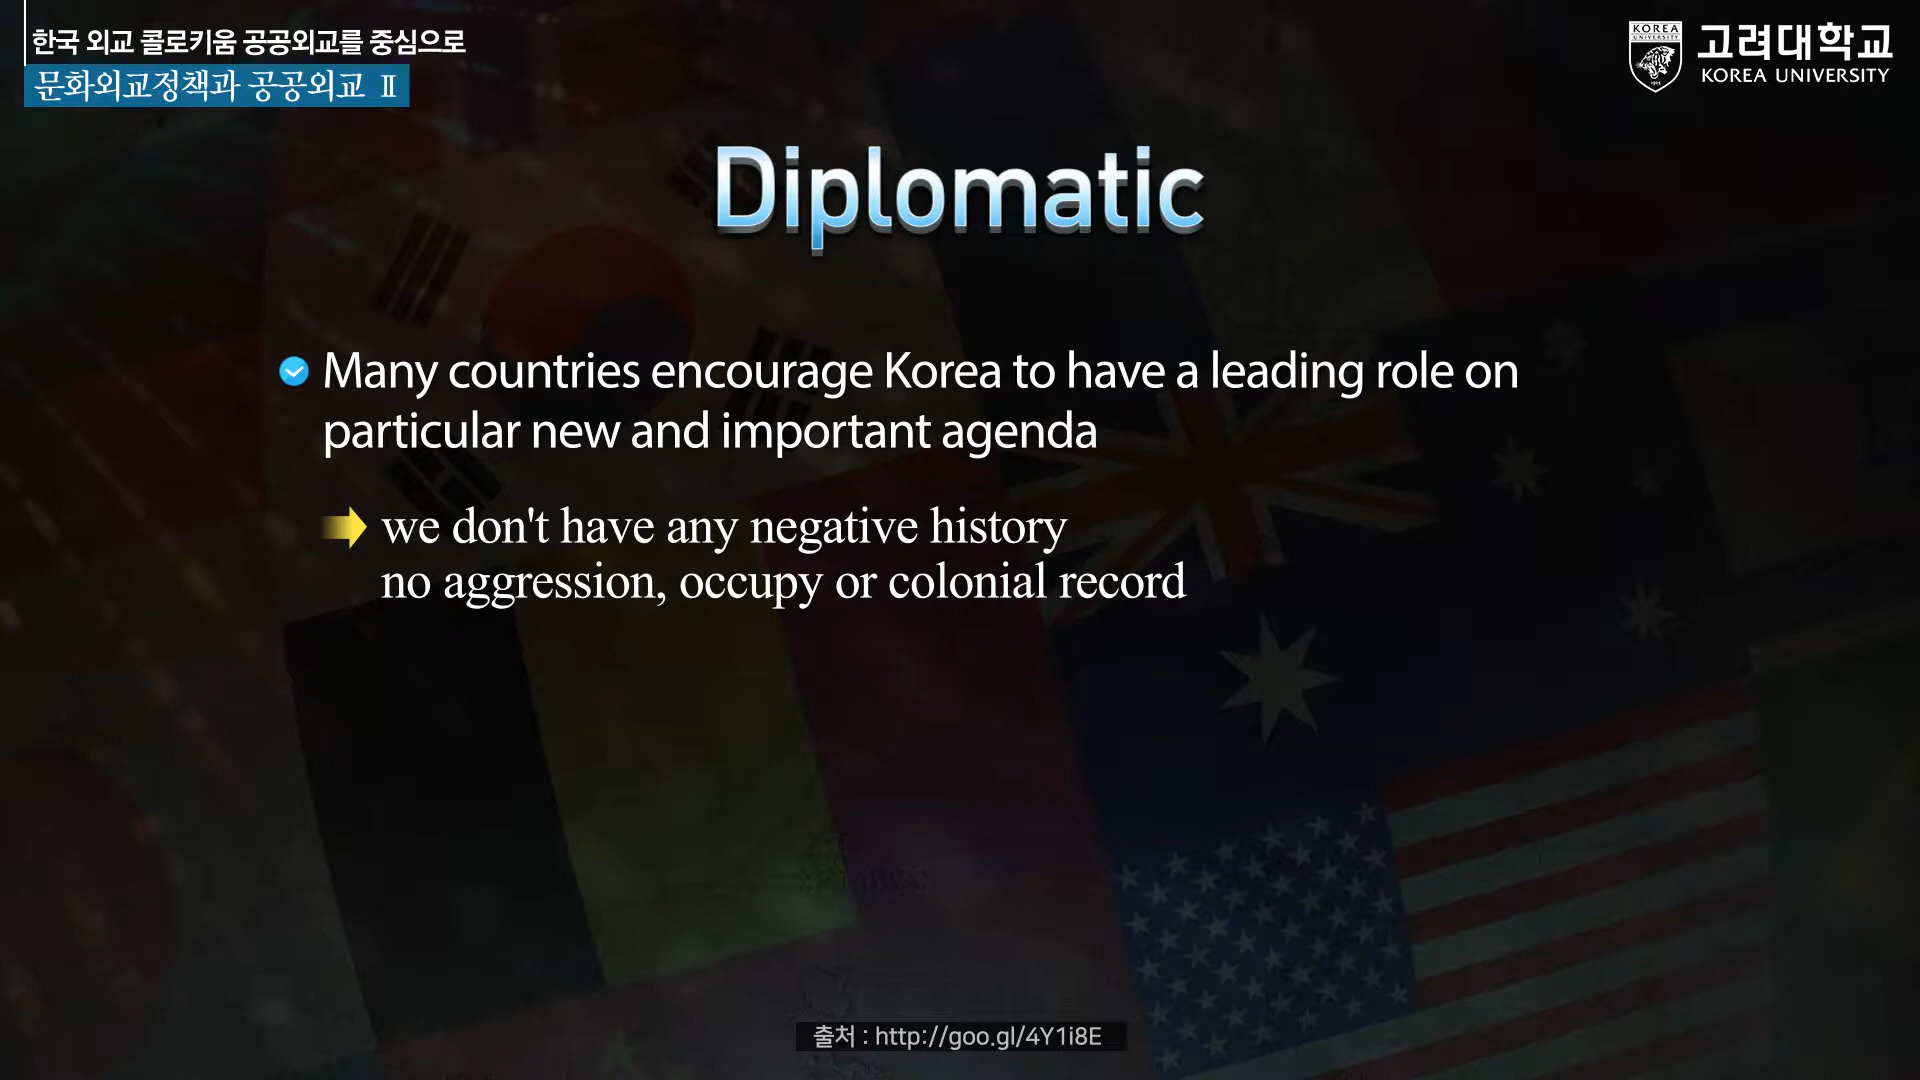 한국 외교 콜로키움 공공외교를 중심으로
문화외교정책과 공공외교 Ⅱ
KOREA
UNIVERSITY
1905
고려대학교
KOREA UNIVERSITY
Diplomatic
Many countries encourage Korea to have a leading role on
particular new and important agenda
we don't have any negative history
no aggression, occupy or colonial record
출처 : http://goo.gl/4Y1i8E